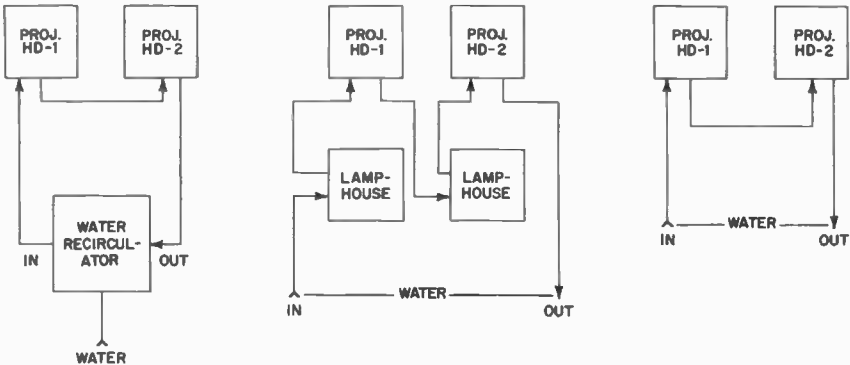 PROJ.
HD-1
PROJ.
HD-2
WATER
RECIRCUL-
ATOR
IN
OUT
WATER
PROJ.
HD-1
PROJ.
HD-2
LAMP-
HOUSE
LAMP-
HOUSE
WATER
IN
OUT
PROJ.
HD-1
PROJ.
HD-2
WATER
IN
OUT